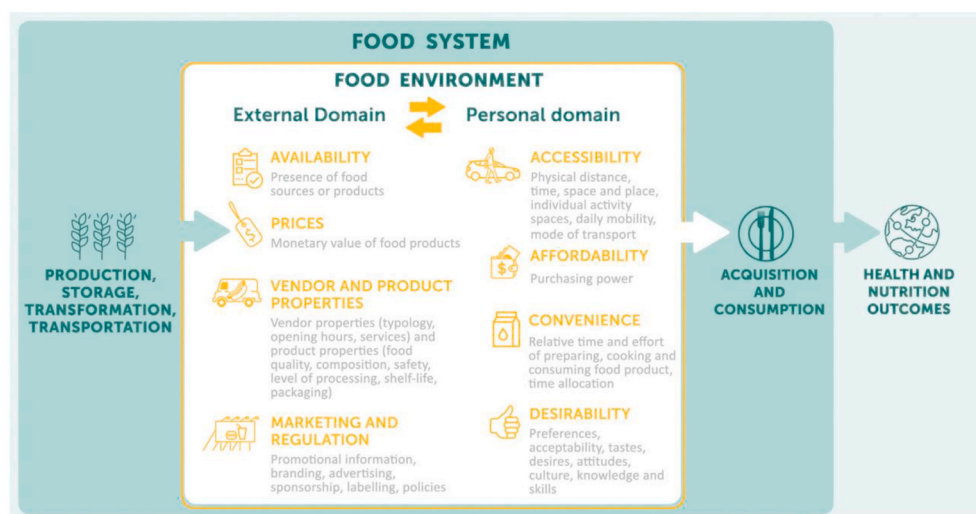 FOOD SYSTEM
FOOD ENVIRONMENT
External Domain
Personal domain
PRODUCTION,
STORAGE,
TRANSFORMATION,
TRANSPORTATION
AVAILABILITY
Presence of food
sources or products
PRICES
Monetary value of food products
VENDOR AND PRODUCT
PROPERTIES
Vendor properties (typology,
opening hours, services) and
product properties (food
quality, composition, safety,
level of processing, shelf-life,
packaging)
MARKETING AND
REGULATION
Promotional information,
branding, advertising,
sponsorship, labelling, policies
ACCESSIBILITY
Physical distance,
time, space and place,
individual activity
spaces, daily mobility,
mode of transport
AFFORDABILITY
Purchasing power
CONVENIENCE
Relative time and effort
of preparing, cooking and
consuming food product,
time allocation
DESIRABILITY
Preferences,
acceptability, tastes,
desires, attitudes,
culture, knowledge and
skills
ACQUISITION
AND
CONSUMPTION
HEALTH AND
NUTRITION
OUTCOMES